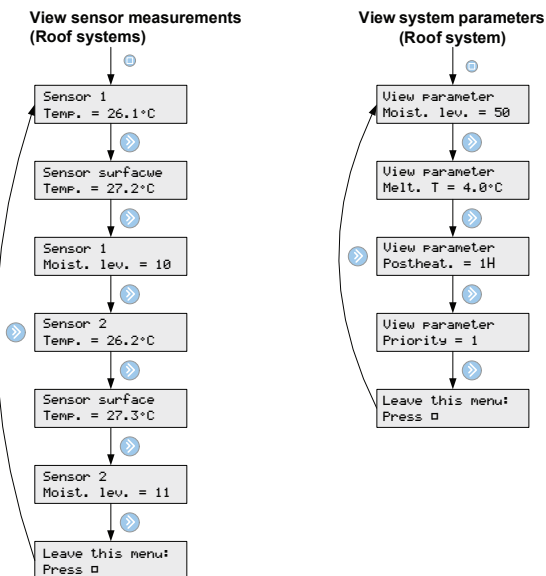 View sensor measurements
(Roof systems)
Sensor 1
Temp. = 26.1°C
Sensor surfacwe
Temp. = 27.2°C
Sensor 1
Moist. lev. = 10
Sensor 2
Temp. = 26.2°C
Sensor surface
Temp. = 27.3°C
Sensor 2
Moist. lev. = 11
Leave this menu:
Press □
View system parameters
(Roof system)
View parameter
Moist. lev. = 50
View parameter
Melt. T = 4.0°C
View parameter
Postheat. = 1H
View parameter
Priority = 1
Leave this menu:
Press □